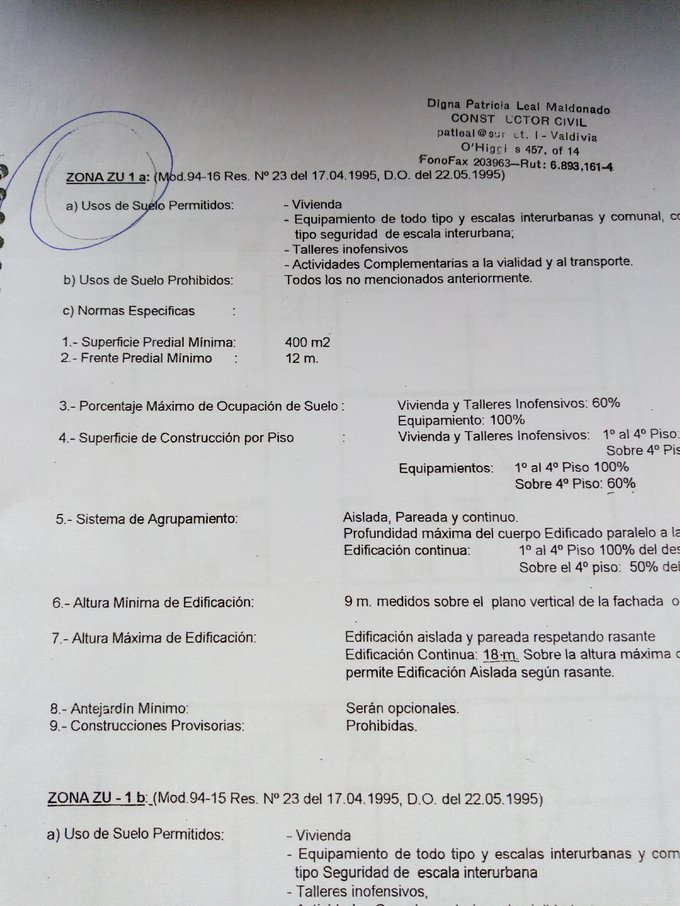 Digna Patricia Leal Maldonado
CONST UCTOR CIVIL
patleal@sur ct. l - Valdivia
O'Higgi s 457. of 14
FonoFax 203963-Rut: 6.893,161-4
ZONA ZU 1 a: (Mod.94-16 Res. Nº 23 del 17.04.1995, D.O. del 22.05.1995)
a) Usos de Suelo Permitidos: - Vivienda
- Equipamiento de todo tipo y escalas interurbanas y comunal, co
tipo seguridad de escala interurbana;
- Talleres inofensivos
- Actividades Complementarias a la vialidad y al transporte.
b) Usos de Suelo Prohibidos: Todos los no mencionados anteriormente.
c) Normas Especificas :
1.- Superficie Predial Mínima: 400 m2
2.- Frente Predial Mínimo : 12 m.
3.- Porcentaje Máximo de Ocupación de Suelo : Vivienda y Talleres Inofensivos: 60%
Equipamiento: 100%
4.- Superficie de Construcción por Piso : Vivienda y Talleres Inofensivos: 1º al 4º Piso.
Sobre 4º Pis
Equipamientos: 1º al 4º Piso 100%
Sobre 4º Piso: 60%
5.- Sistema de Agrupamiento: Aislada, Pareada y continuo.
Profundidad máxima del cuerpo Edificado paralelo a la
Edificación continua: 1º al 4º Piso 100% del des
Sobre el 4º piso: 50% del
6.- Altura Mínima de Edificación: 9 m. medidos sobre el plano vertical de la fachada o
7.- Altura Máxima de Edificación: Edificación aislada y pareada respetando rasante
Edificación Continua: 18 m. Sobre la altura máxima
permite Edificación Aislada según rasante.
8.- Antejardín Mínimo: Serán opcionales.
9.- Construcciones Provisorias: Prohibidas.
ZONA ZU - 1 b: (Mod.94-15 Res. Nº 23 del 17.04.1995, D.O. del 22.05.1995)
a) Uso de Suelo Permitidos: - Vivienda
- Equipamiento de todo tipo y escalas interurbanas y com
tipo Seguridad de escala interurbana
- Talleres inofensivos,